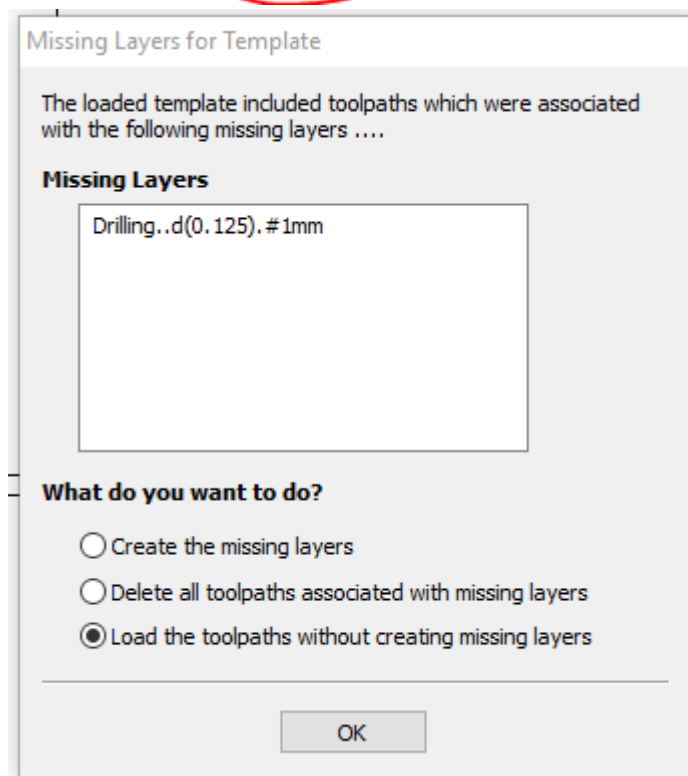 Missing Layers for Template
The loaded template included toolpaths which were associated
with the following missing layers ....
Missing Layers
Drilling..d(0.125).#1mm
What do you want to do?
Create the missing layers
Delete all toolpaths associated with missing layers
Load the toolpaths without creating missing layers
OK